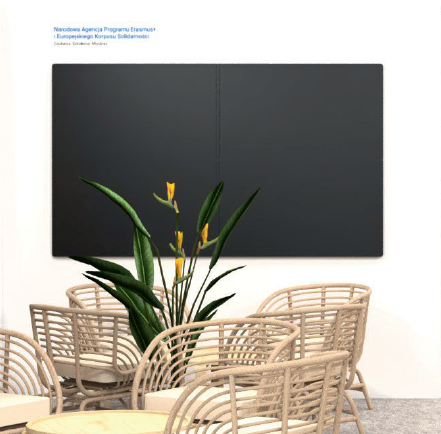 Narodowa Agencja Programu Erasmus+
i Europejskiego Korpusu Solidarności